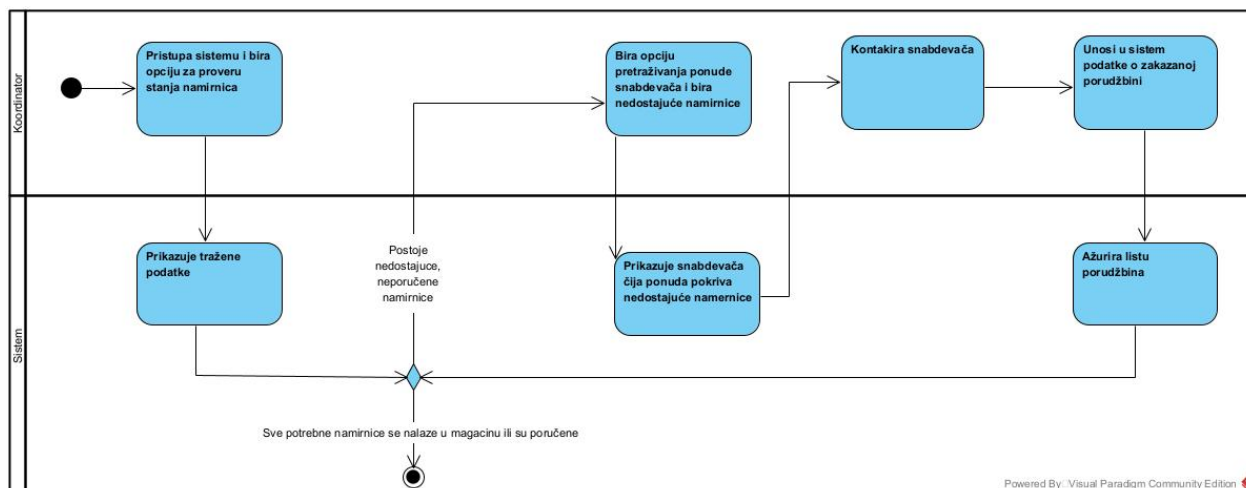 Koordinator
Pristupa sistemu i bira
opciju za proveru
stanja namirnica
Bira opciju
pretraživanja ponude
snabdevača i bira
nedostajuće namirnice
Kontakira snabdevača
Unosi u sistem
podatke o zakazanoj
porudžbini
Sistem
Prikazuje tražene
podatke
Postoje
nedostajuce,
neporučene
namirnice
Prikazuje snabdevača
čija ponuda pokriva
nedostajuće namernice
Ažurira listu
porudžbina
Sve potrebne namirnice se nalaze u magacinu ili su poručene
Powered By Visual Paradigm Community Edition